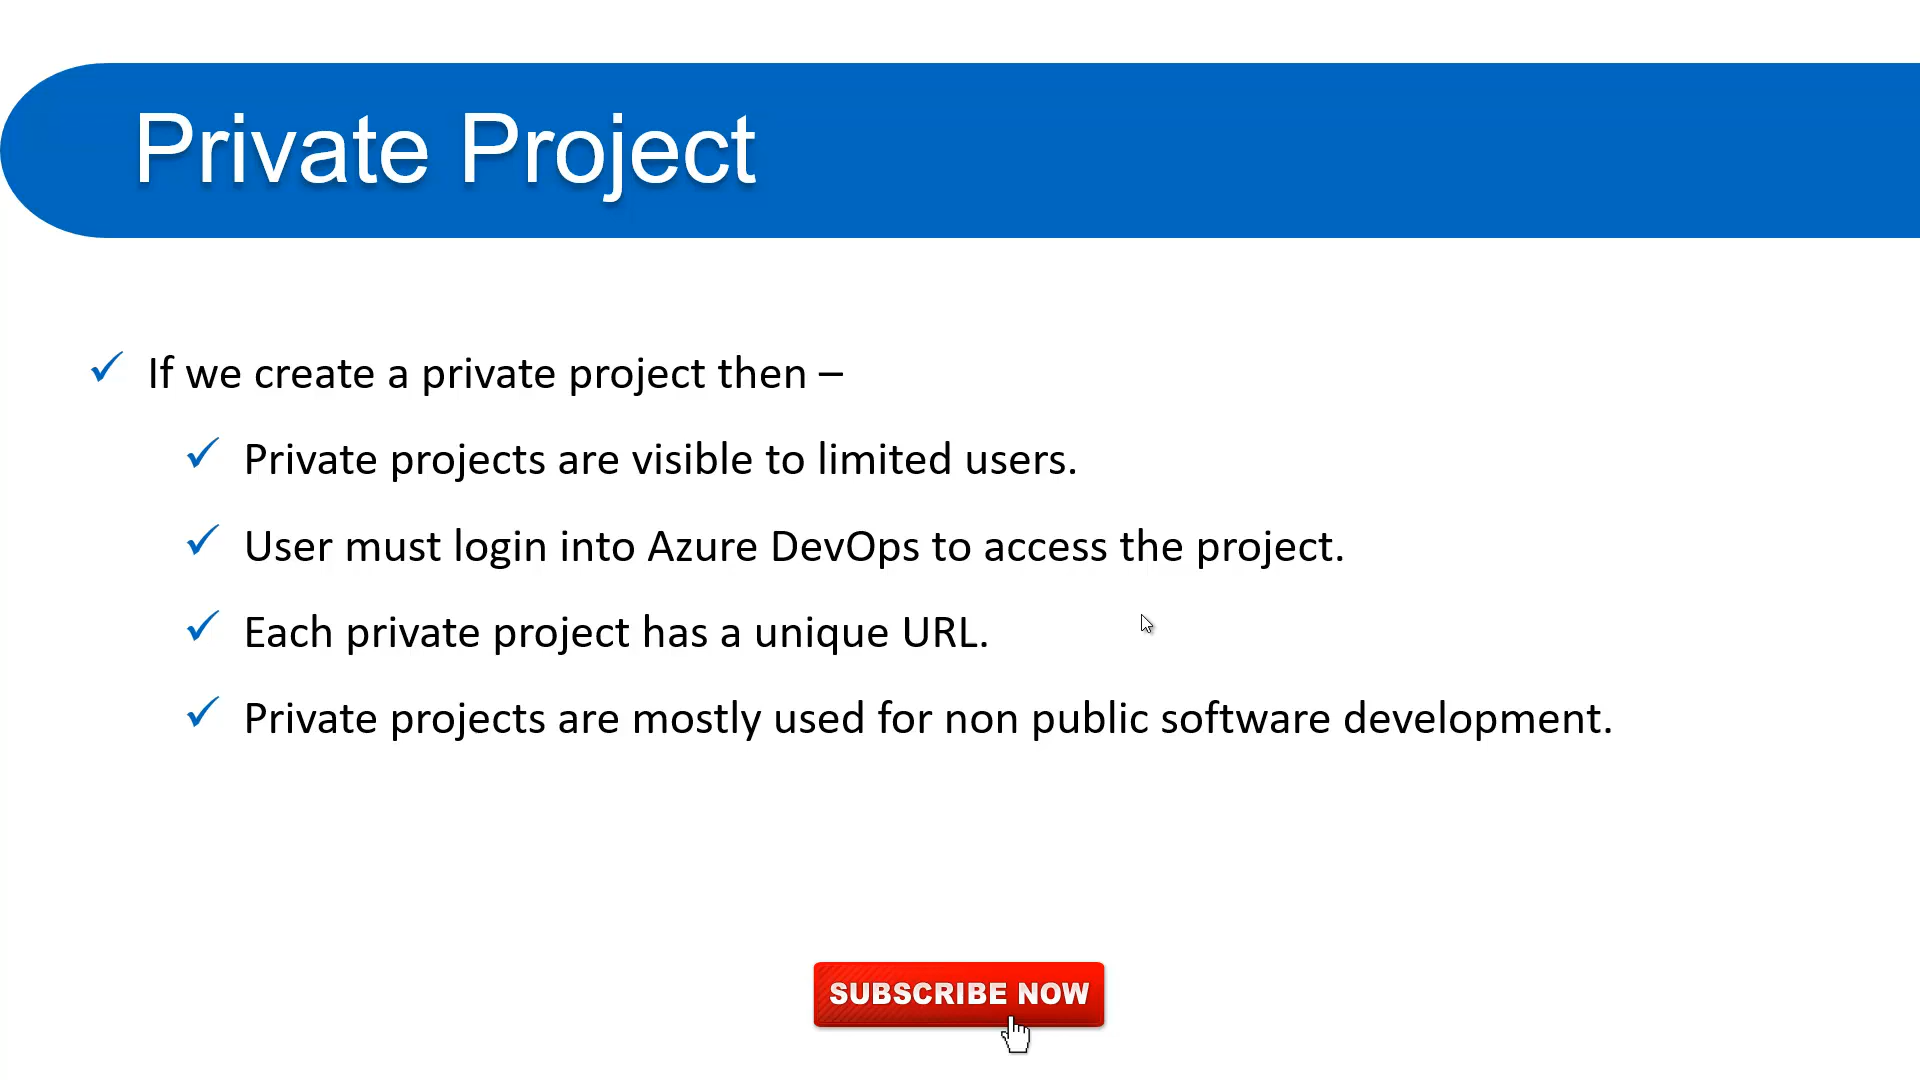 Private Project
If we create a private project then –
Private projects are visible to limited users.
User must login into Azure DevOps to access the project.
Each private project has a unique URL.
Private projects are mostly used for non public software development.
SUBSCRIBE NOW